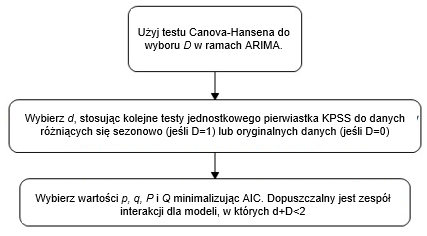 Użyj testu Canova-Hansena do
wyboru D w ramach ARIMA.
Wybierz d, stosując kolejne testy jednostkowego pierwiastka KPSS do danych
różniących się sezonowo (jeśli D=1) lub oryginalnych danych (jeśli D=0)
Wybierz wartości p, q, P i Q minimalizując AIC. Dopuszczalny jest zespół
interakcji dla modeli, w których d+D<2